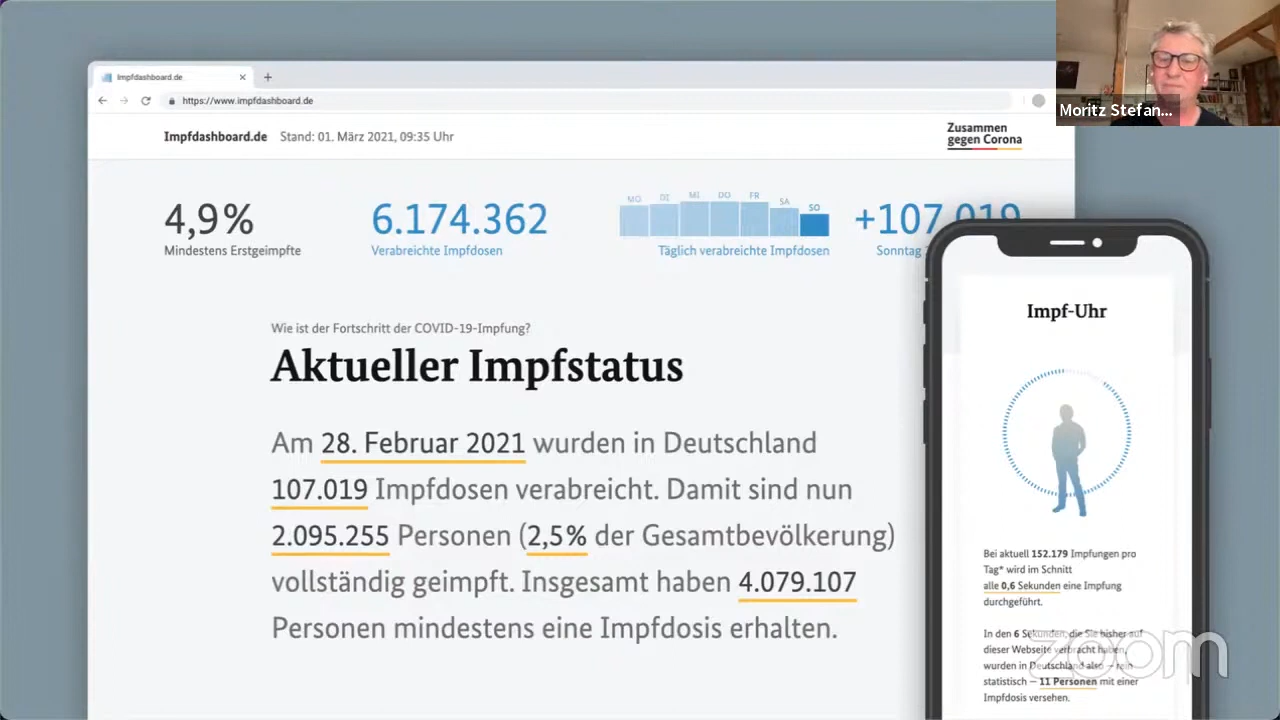 Impfdashboard.de
https://www.impfdashboard.de
Moritz Stefan...
Impfdashboard.de Stand: 01. März 2021, 09:35 Uhr
Zusammen
gegen Corona
4,9%
Mindestens Erstgeimpfte
6.174.362
Verabreichte Impfdosen
MO DI MI DO FR SA SO
Täglich verabreichte Impfdosen
+107.019
Sonntag
Wie ist der Fortschritt der COVID-19-Impfung?
Aktueller Impfstatus
Am 28. Februar 2021 wurden in Deutschland
107.019 Impfdosen verabreicht. Damit sind nun
2.095.255 Personen (2,5% der Gesamtbevölkerung)
vollständig geimpft. Insgesamt haben 4.079.107
Personen mindestens eine Impfdosis erhalten.
Impf-Uhr
Bei aktuell 152.179 Impfungen pro
Tag* wird im Schnitt
alle 0,6 Sekunden eine Impfung
durchgeführt.
In den 6 Sekunden, die Sie bisher auf
dieser Webseite verbracht haben,
wurden in Deutschland also – rein
statistisch – 11 Personen mit einer
Impfdosis versehen.
zoom